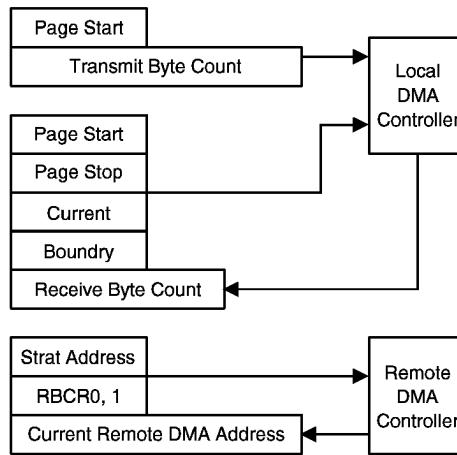 Page Start
Transmit Byte Count
Local
DMA
Controller
Page Start
Page Stop
Current
Boundry
Receive Byte Count
Strat Address
RBCR0, 1
Current Remote DMA Address
Remote
DMA
Controller